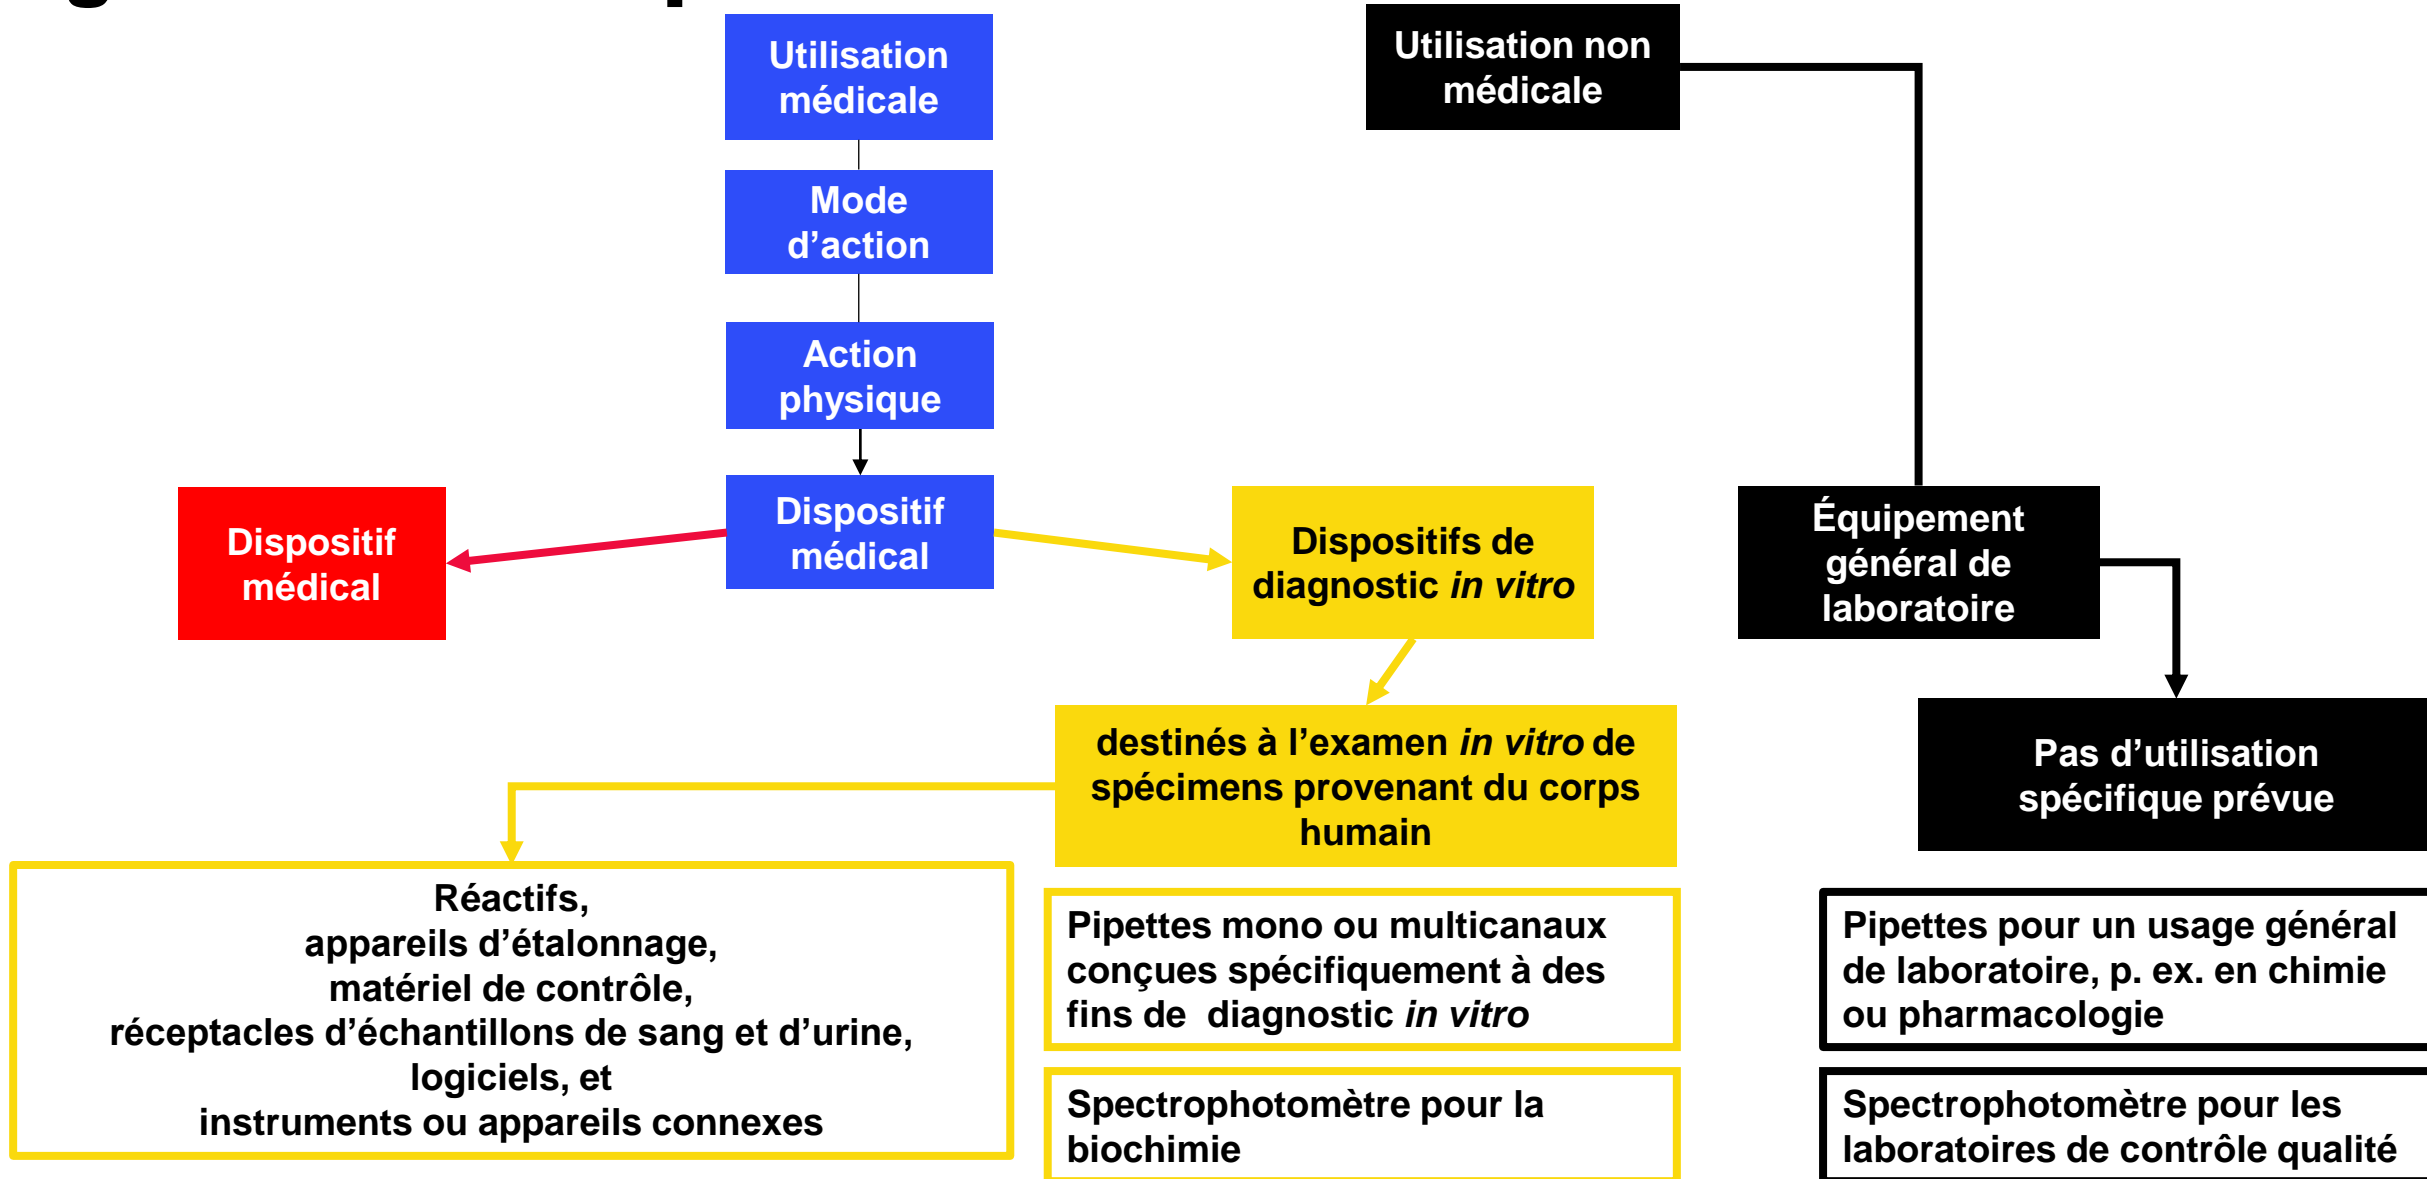 Utilisation
médicale
Utilisation non
médicale
Mode
d’action
Action
physique
Dispositif
médical
Dispositif
médical
Dispositifs de
diagnostic in vitro
Équipement
général de
laboratoire
destinés à l’examen in vitro de
spécimens provenant du corps
humain
Pas d’utilisation
spécifique prévue
Réactifs,
appareils d’étalonnage,
matériel de contrôle,
réceptacles d’échantillons de sang et d’urine,
logiciels, et
instruments ou appareils connexes
Pipettes mono ou multicanaux
conçues spécifiquement à des
fins de diagnostic in vitro
Pipettes pour un usage général
de laboratoire, p. ex. en chimie
ou pharmacologie
Spectrophotomètre pour la
biochimie
Spectrophotomètre pour les
laboratoires de contrôle qualité